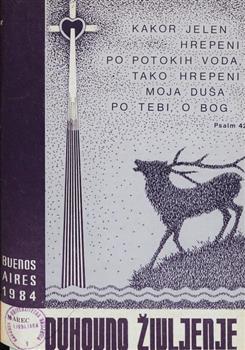 KAKOR JELEN
HREPENI
PO POTOKIH VODA,
TAKO HREPENI
MOJA DUŠA
PO TEBI, O BOG.
Psalm 42
BUENOS
AIRES
1984
DUHOVNO ŽIVLJENJE